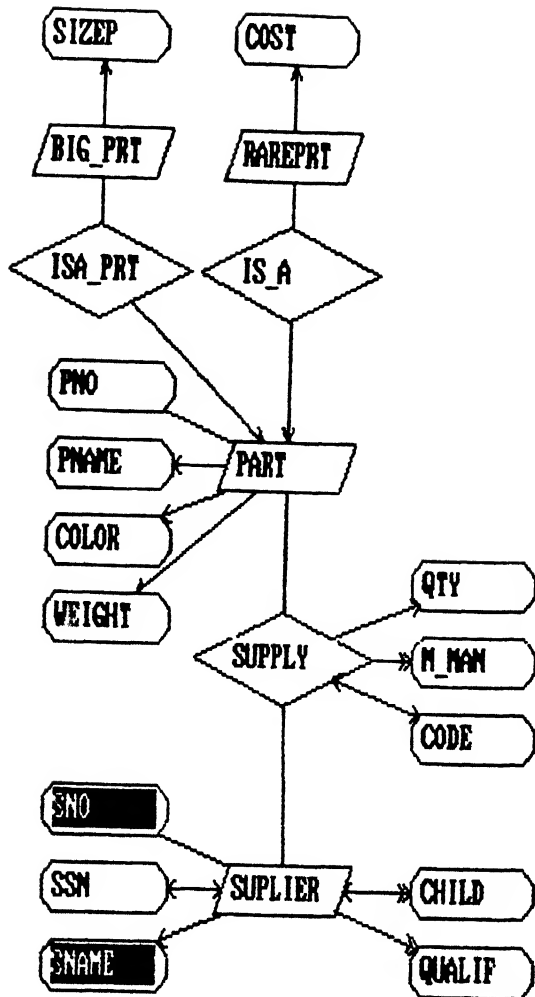 SIZEP
COST
BIG_PRT
RAREPRT
ISA_PRT
IS_A
PNO
PNAME
PART
COLOR
WEIGHT
QTY
SUPPLY
M_MAN
CODE
SNO
SSN
SUPLIER
CHILD
SNAME
QUALIF